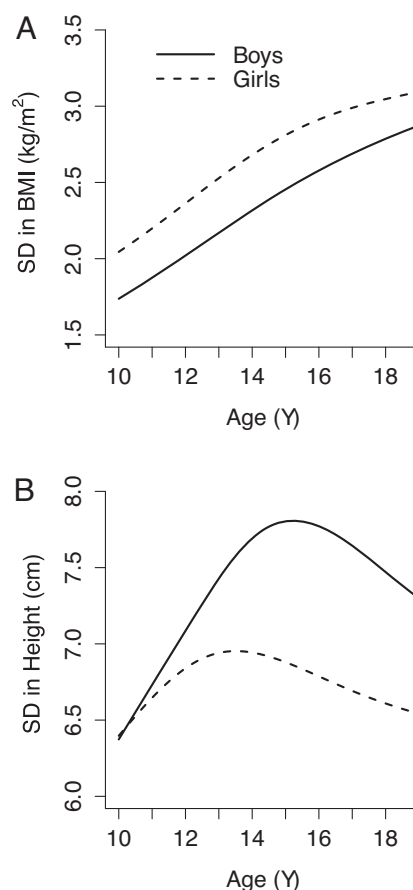 A
Boys
Girls
SD in BMI (kg/m²)
3.5
3.0
2.5
2.0
1.5
10 12 14 16 18
Age (Y)
B
SD in Height (cm)
8.0
7.5
7.0
6.5
6.0
10 12 14 16 18
Age (Y)